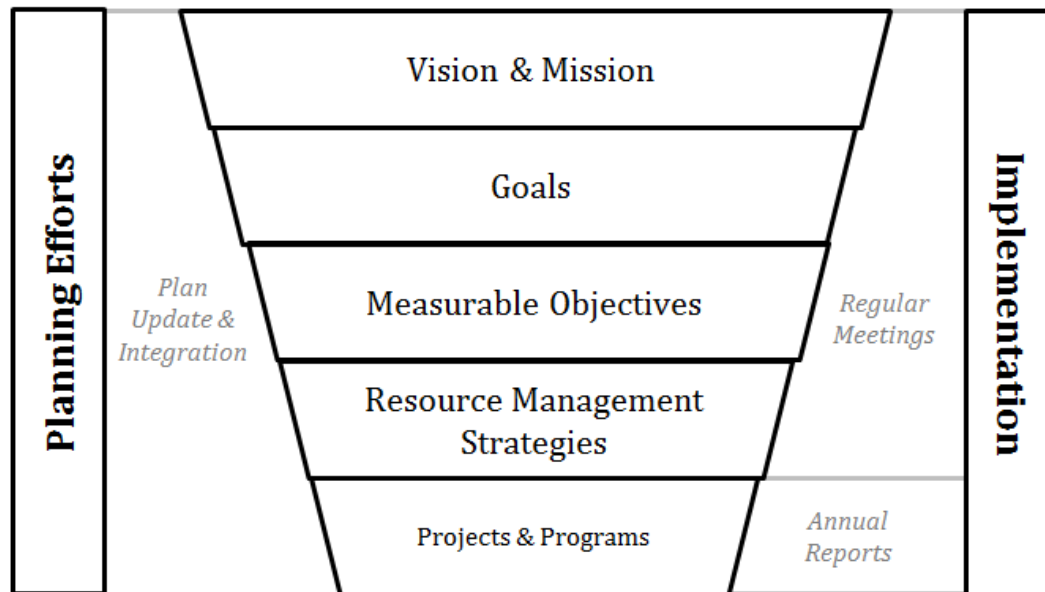 Planning Efforts
Plan
Update &
Integration
Vision & Mission
Goals
Measurable Objectives
Resource Management
Strategies
Projects & Programs
Regular
Meetings
Annual
Reports
Implementation